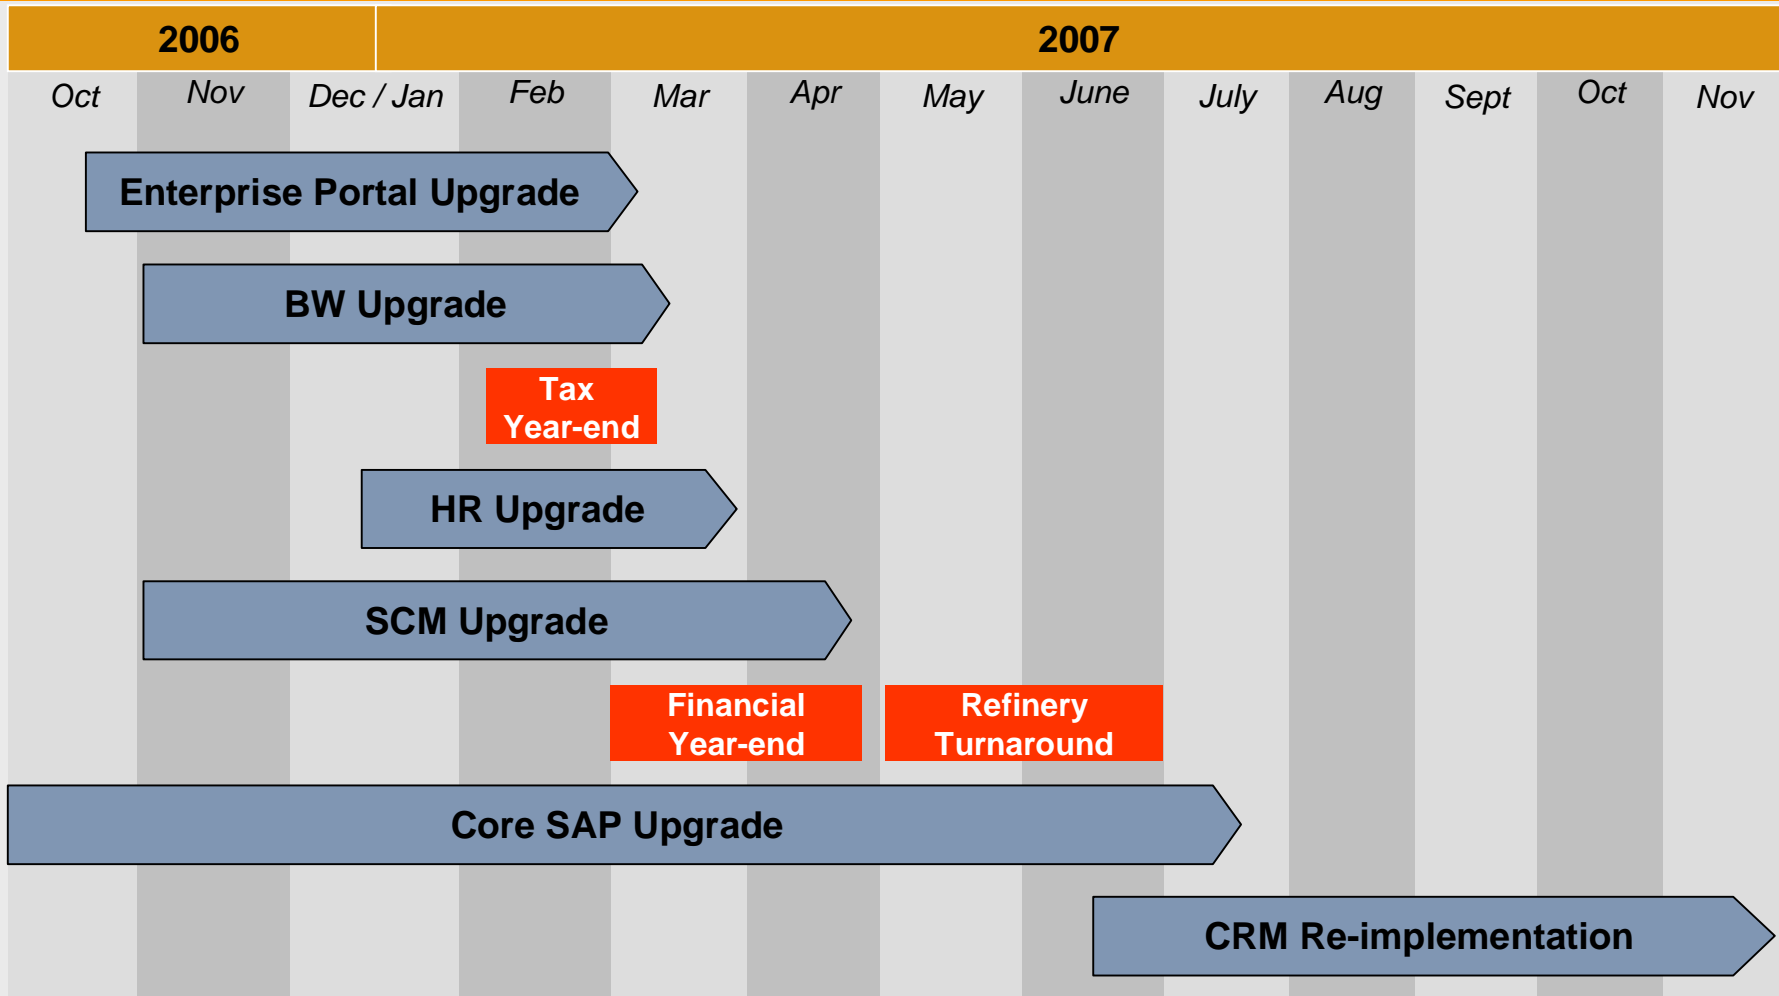 2006
2007
Oct
Nov
Dec / Jan
Feb
Mar
Apr
May
June
July
Aug
Sept
Oct
Nov
Enterprise Portal Upgrade
BW Upgrade
Tax
Year-end
HR Upgrade
SCM Upgrade
Financial
Year-end
Refinery
Turnaround
Core SAP Upgrade
CRM Re-implementation